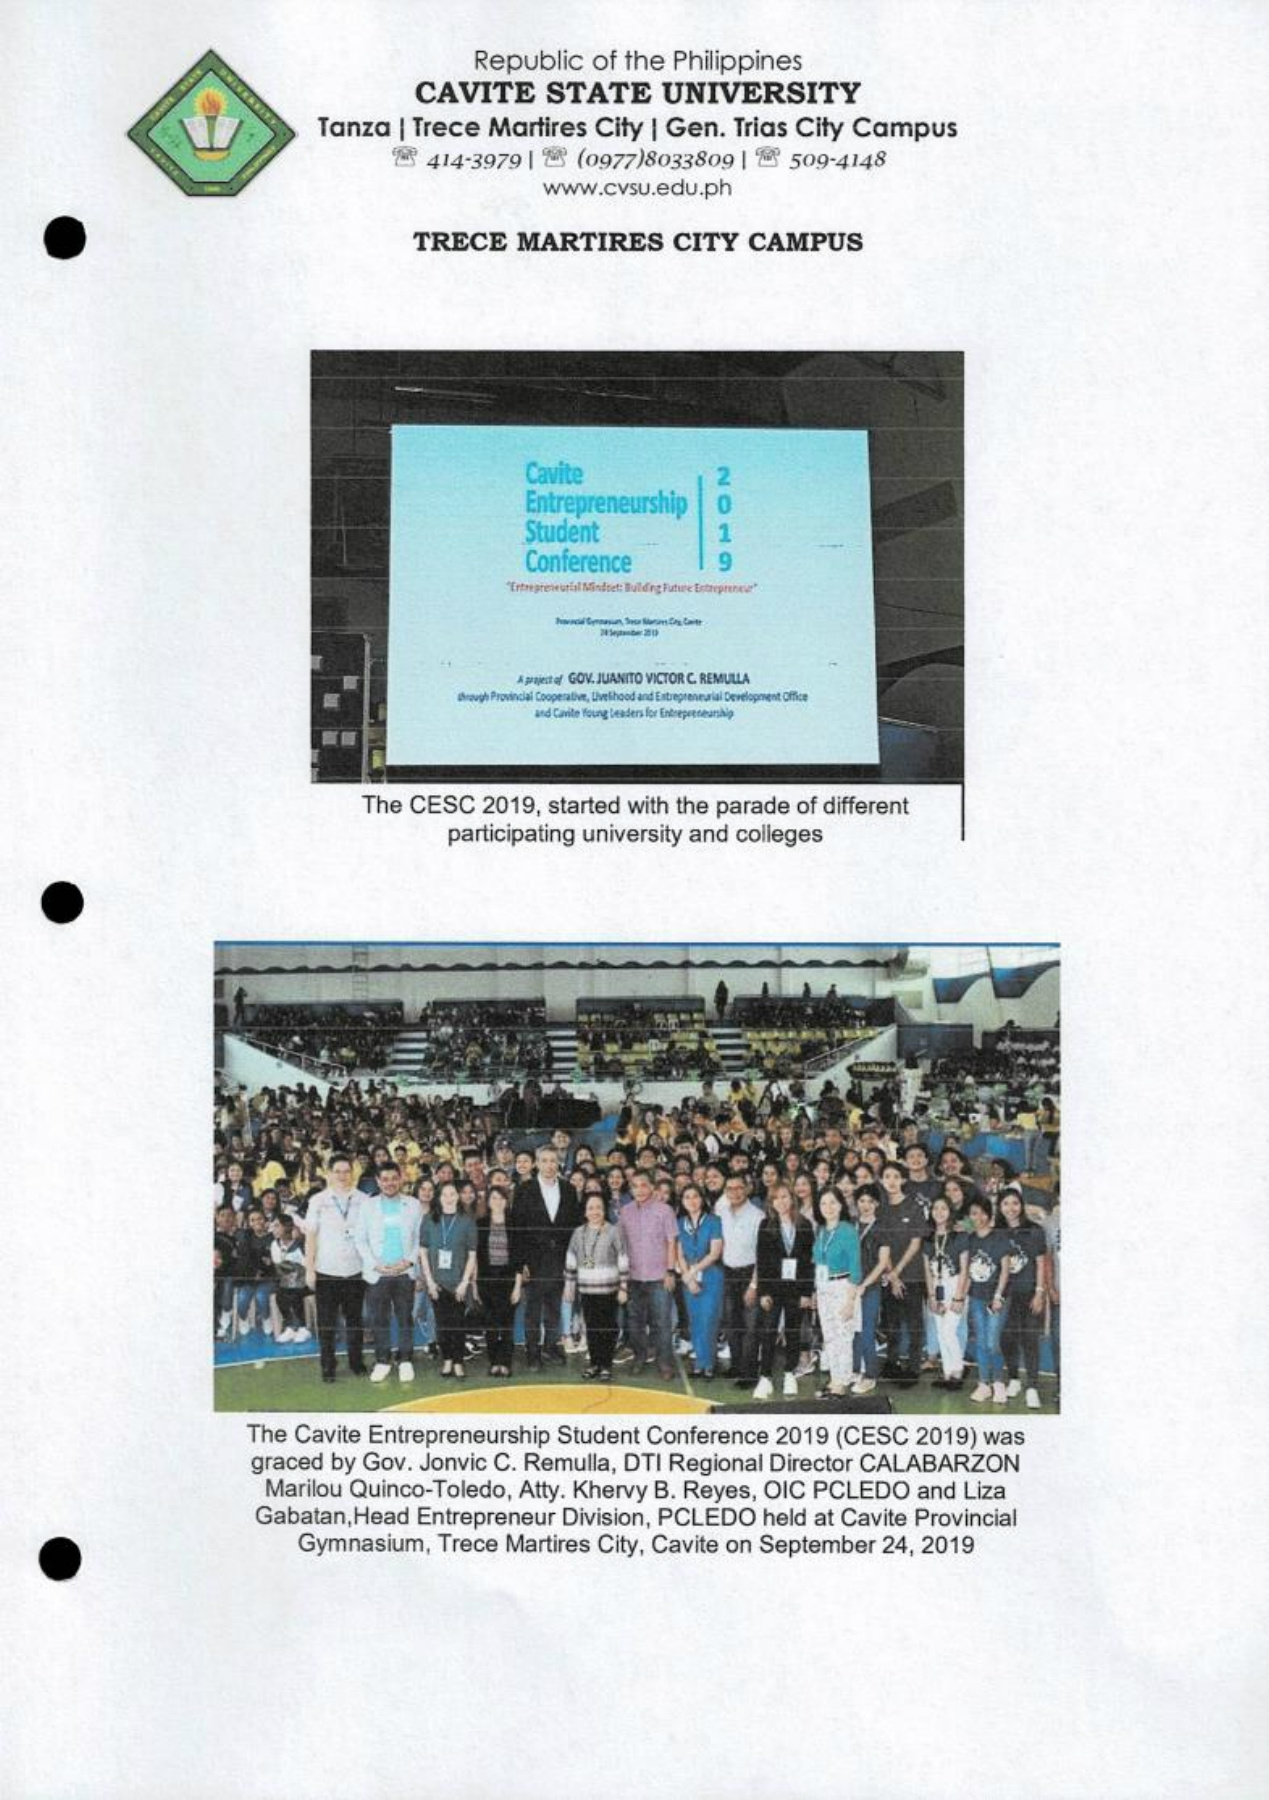 Republic of the Philippines
CAVITE STATE UNIVERSITY
Tanza | Trece Martires City | Gen. Trias City Campus
☏ 414-3979 | ☏ (0977)8033809 | ☏ 509-4148
www.cvsu.edu.ph
TRECE MARTIRES CITY CAMPUS
Cavite
Entrepreneurship
Student
Conference
2
0
1
9
"Entrepreneurial Mindset: Building Future Entrepreneur"
Provincial Gymnasium, Trece Martires City, Cavite
24 September 2019
A project of GOV. JUANITO VICTOR C. REMULLA
through Provincial Cooperative, Livelihood and Entrepreneurial Development Office
and Cavite Young Leaders for Entrepreneurship
The CESC 2019, started with the parade of different
participating university and colleges
The Cavite Entrepreneurship Student Conference 2019 (CESC 2019) was
graced by Gov. Jonvic C. Remulla, DTI Regional Director CALABARZON
Marilou Quinco-Toledo, Atty. Khervy B. Reyes, OIC PCLEDO and Liza
Gabatan,Head Entrepreneur Division, PCLEDO held at Cavite Provincial
Gymnasium, Trece Martires City, Cavite on September 24, 2019